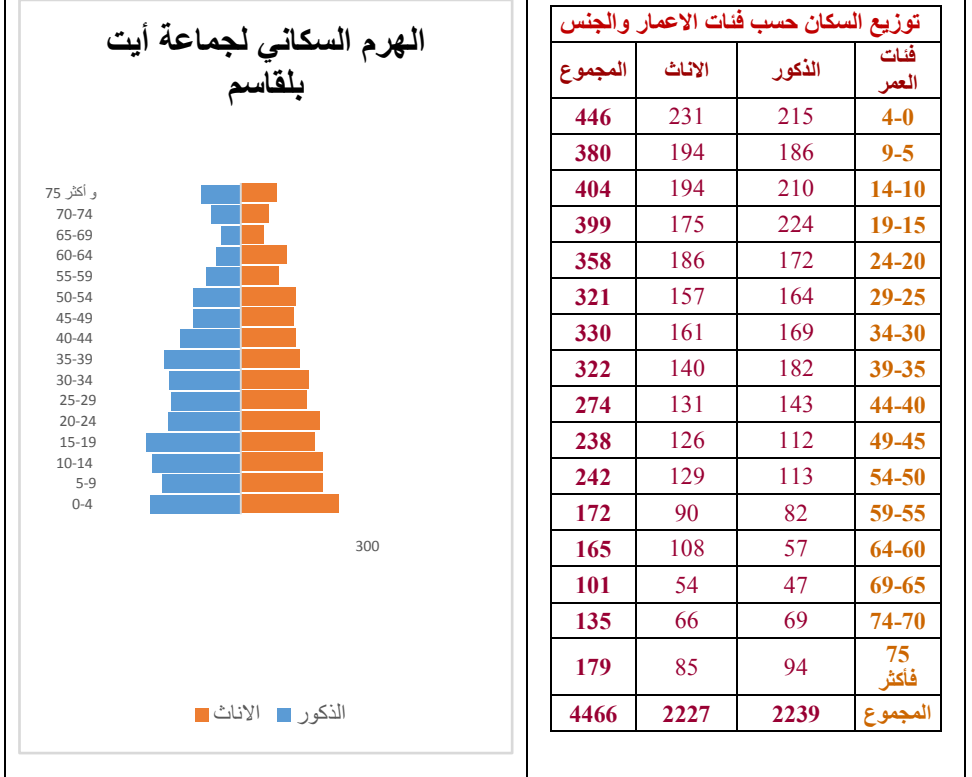 توزيع السكان حسب فئات الاعمار والجنس
فئات العمر الذكور الاناث المجموع
4-0 215 231 446
9-5 186 194 380
14-10 210 194 404
19-15 224 175 399
24-20 172 186 358
29-25 164 157 321
34-30 169 161 330
39-35 182 140 322
44-40 143 131 274
49-45 112 126 238
54-50 113 129 242
59-55 82 90 172
64-60 57 108 165
69-65 47 54 101
74-70 69 66 135
75 فأكثر 94 85 179
المجموع 2239 2227 4466
الهرم السكاني لجماعة أيت
بلقاسم
75 و أكثر
70-74
65-69
60-64
55-59
50-54
45-49
40-44
35-39
30-34
25-29
20-24
15-19
10-14
5-9
0-4
300
الذكور الاناث